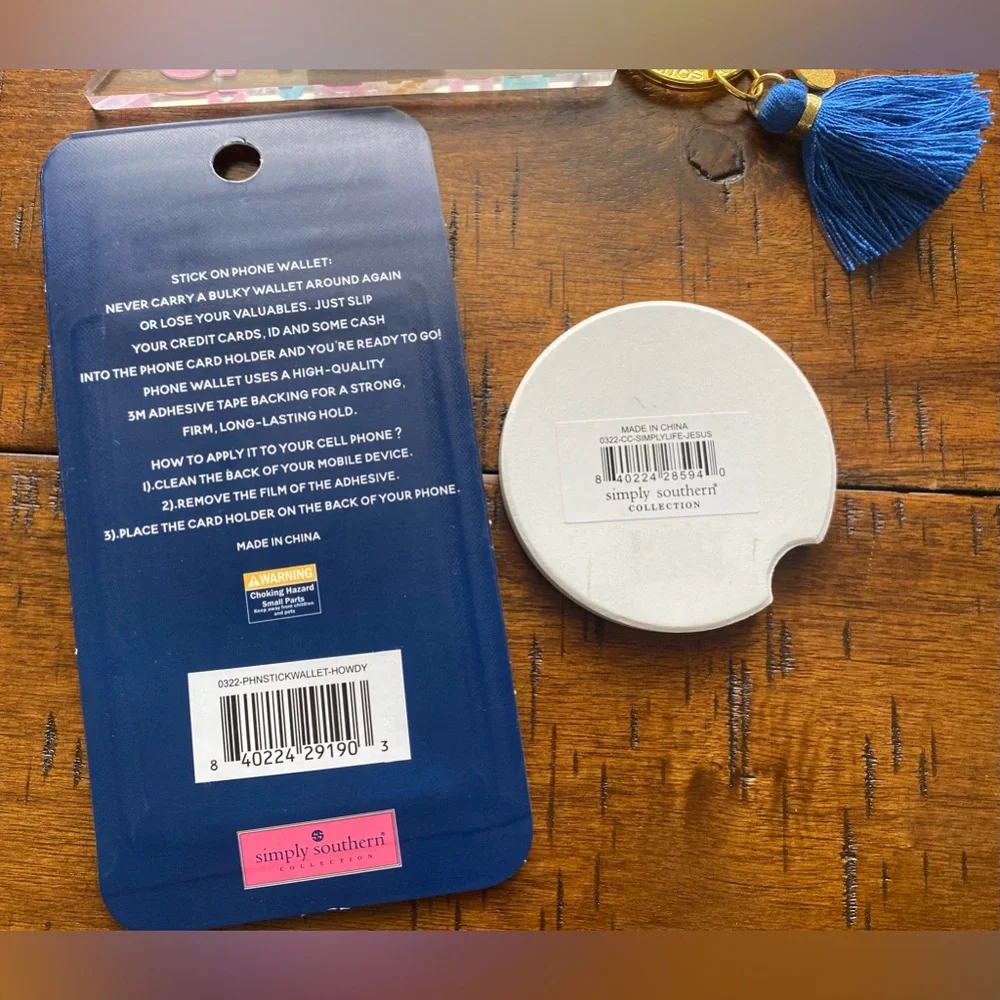 STICK ON PHONE WALLET:
NEVER CARRY A BULKY WALLET AROUND AGAIN
OR LOSE YOUR VALUABLES. JUST SLIP
YOUR CREDIT CARDS, ID AND SOME CASH
INTO THE PHONE CARD HOLDER AND YOU'RE READY TO GO!
PHONE WALLET USES A HIGH-QUALITY
3M ADHESIVE TAPE BACKING FOR A STRONG,
FIRM, LONG-LASTING HOLD.
HOW TO APPLY IT TO YOUR CELL PHONE ?
1).CLEAN THE BACK OF YOUR MOBILE DEVICE.
2).REMOVE THE FILM OF THE ADHESIVE.
3).PLACE THE CARD HOLDER ON THE BACK OF YOUR PHONE.
MADE IN CHINA
WARNING
Choking Hazard
Small Parts
Keep away from children
and pets
0322-PHNSTICKWALLET-HOWDY
8 40224 29190 3
simply southern®
COLLECTION
MADE IN CHINA
0322-CC-SIMPLYLIFE-JESUS
8 40224 28594 0
simply southern®
COLLECTION